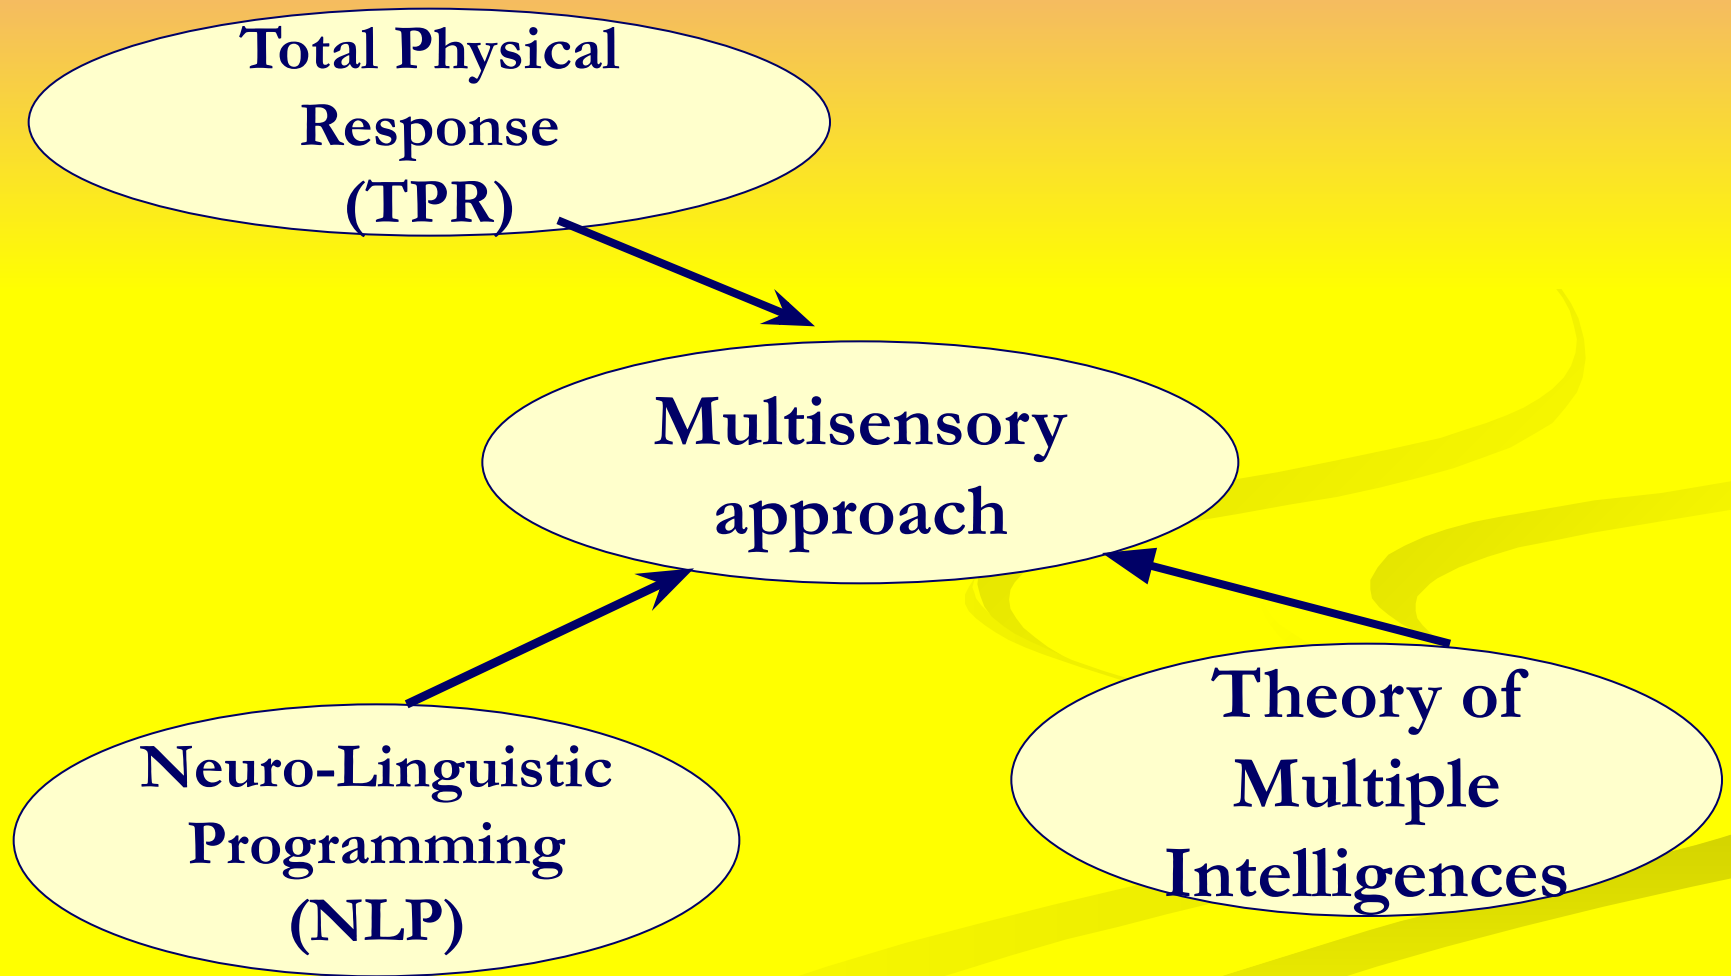 Total Physical
Response
(TPR)
Multisensory
approach
Neuro-Linguistic
Programming
(NLP)
Theory of
Multiple
Intelligences